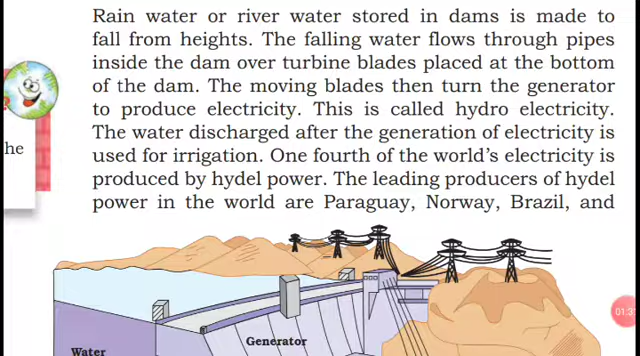 Rain water or river water stored in dams is made to
fall from heights. The falling water flows through pipes
inside the dam over turbine blades placed at the bottom
of the dam. The moving blades then turn the generator
to produce electricity. This is called hydro electricity.
The water discharged after the generation of electricity is
he
used for irrigation. One fourth of the world's electricity is
produced by hydel power. The leading producers of hydel
power in the world are Paraguay, Norway, Brazil, and
Generator
Water